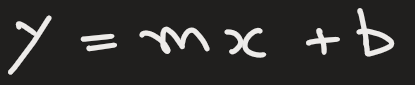 y = mx + b